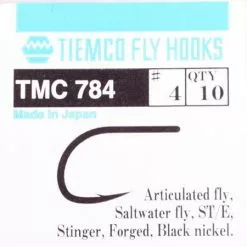 TIEMCO FLY HOOKS
TMC 784
# QTY
4 10
Made in Japan
Articulated fly,
Saltwater fly, ST/E,
Stinger, Forged, Black nickel.